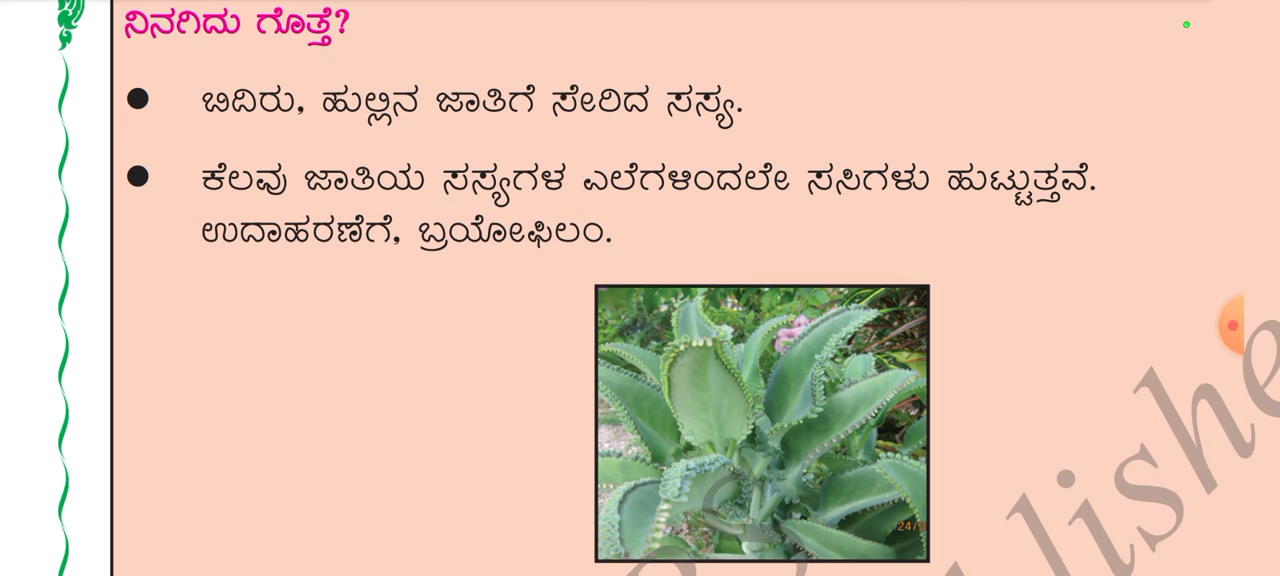 ನಿನಗಿದು ಗೊತ್ತೆ?
● ಬಿದಿರು, ಹುಲ್ಲಿನ ಜಾತಿಗೆ ಸೇರಿದ ಸಸ್ಯ.
● ಕೆಲವು ಜಾತಿಯ ಸಸ್ಯಗಳ ಎಲೆಗಳಿಂದಲೇ ಸಸಿಗಳು ಹುಟ್ಟುತ್ತವೆ.
ಉದಾಹರಣೆಗೆ, ಬ್ರಯೋಫಿಲಂ.